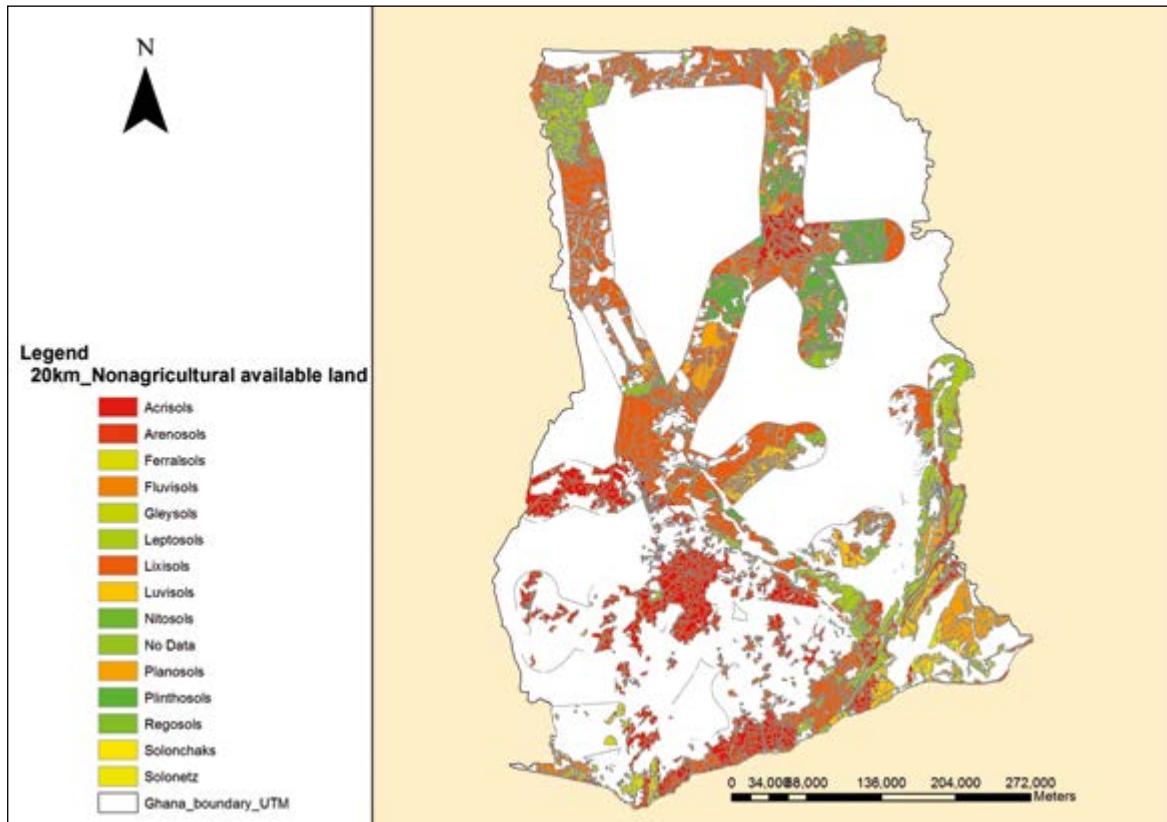 N
Legend
20km_Nonagricultural available land
Acrisols
Arenosols
Ferralsols
Fluvisols
Gleysols
Leptosols
Lixisols
Luvisols
Nitosols
No Data
Planosols
Plinthosols
Regosols
Solonchaks
Solonetz
Ghana_boundary_UTM
0 34,000 68,000 136,000 204,000 272,000
Meters